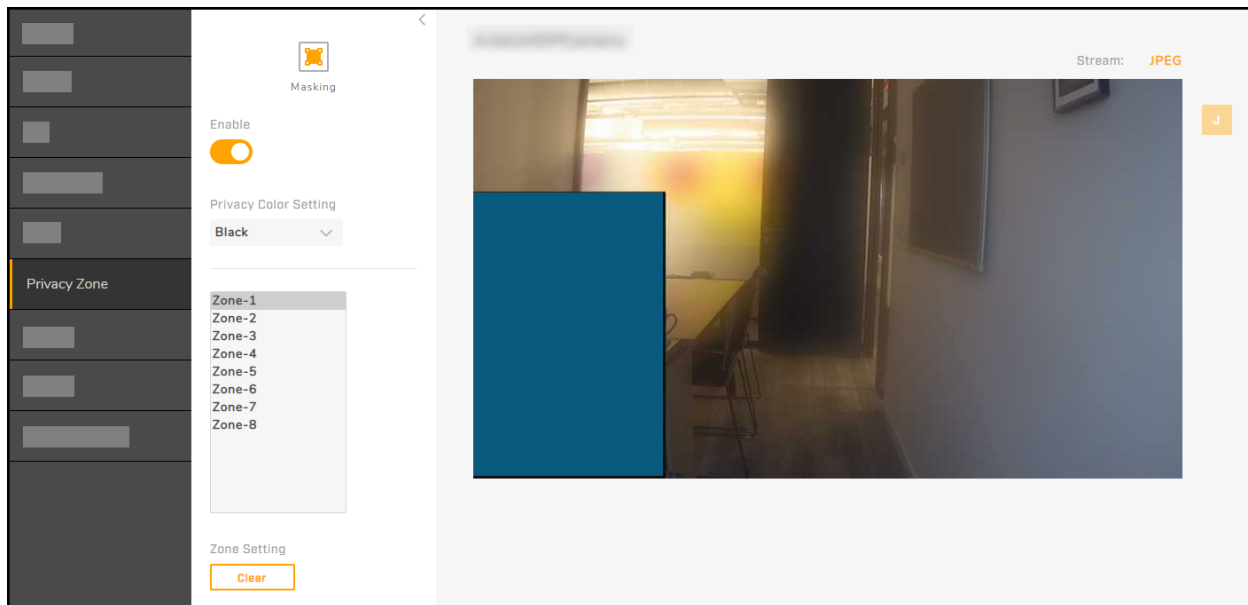 Masking
Enable
Privacy Color Setting
Black
Privacy Zone
Zone-1
Zone-2
Zone-3
Zone-4
Zone-5
Zone-6
Zone-7
Zone-8
Zone Setting
Clear
Stream: JPEG
J